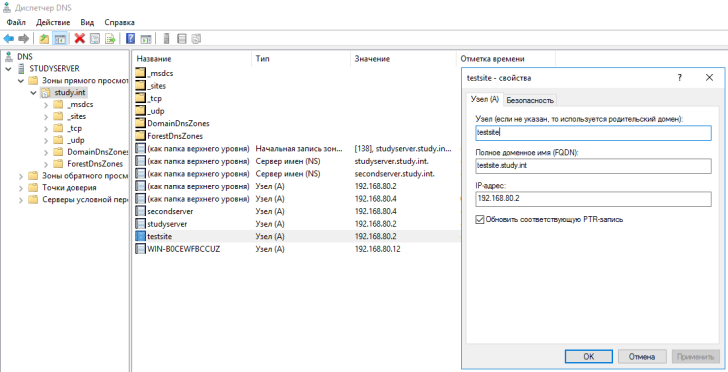 Диспетчер DNS
Файл Действие Вид Справка
DNS
STUDYSERVER
Зоны прямого просмот
study.int
_msdcs
_sites
_tcp
_udp
DomainDnsZones
ForestDnsZones
Зоны обратного просмо
Точки доверия
Серверы условной пере
Название Тип Значение Отметка времени
_msdcs
_sites
_tcp
_udp
DomainDnsZones
ForestDnsZones
(как папка верхнего уровня) Начальная запись зон... [138], studyserver.study.in...
(как папка верхнего уровня) Сервер имен (NS) studyserver.study.int.
(как папка верхнего уровня) Сервер имен (NS) secondserver.study.int.
(как папка верхнего уровня) Узел (A) 192.168.80.2
(как папка верхнего уровня) Узел (A) 192.168.80.4
secondserver Узел (A) 192.168.80.4
studyserver Узел (A) 192.168.80.2
testsite Узел (A) 192.168.80.2
WIN-B0CEWFBCCUZ Узел (A) 192.168.80.12
testsite - свойства
Узел (A) Безопасность
Узел (если не указан, то используется родительский домен):
testsite
Полное доменное имя (FQDN):
testsite.study.int
IP-адрес:
192.168.80.2
Обновить соответствующую PTR-запись
OK Отмена Применить